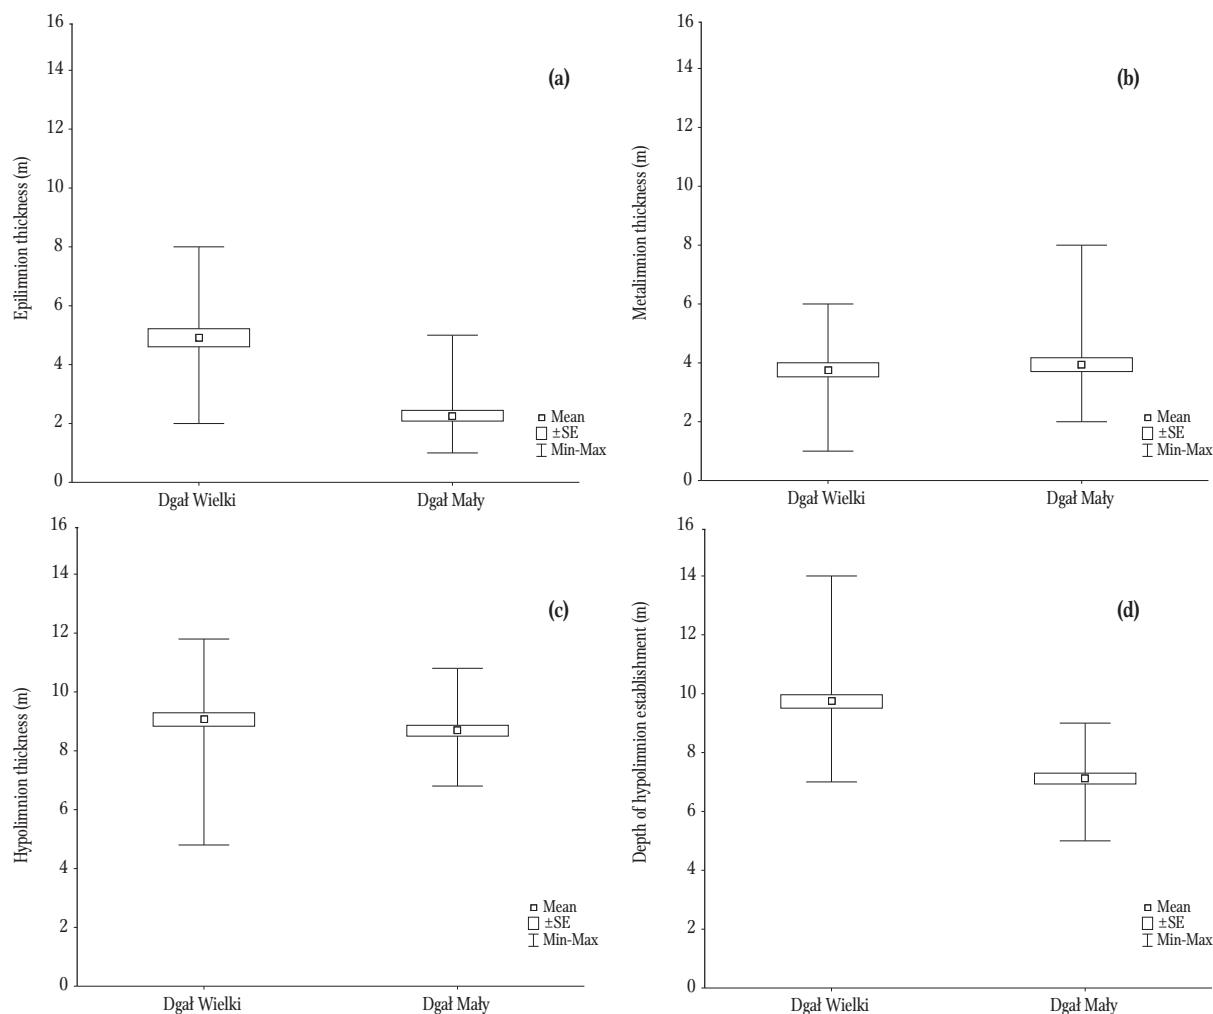 16
14
12
10
8
6
4
2
0
Epilimnion thickness (m)
(a)
Mean
±SE
Min-Max
Dgał Wielki
Dgał Mały
16
14
12
10
8
6
4
2
0
Metalimnion thickness (m)
(b)
Mean
±SE
Min-Max
Dgał Wielki
Dgał Mały
16
14
12
10
8
6
4
2
0
Hypolimnion thickness (m)
(c)
Mean
±SE
Min-Max
Dgał Wielki
Dgał Mały
16
14
12
10
8
6
4
2
0
Depth of hypolimnion establishment (m)
(d)
Mean
±SE
Min-Max
Dgał Wielki
Dgał Mały